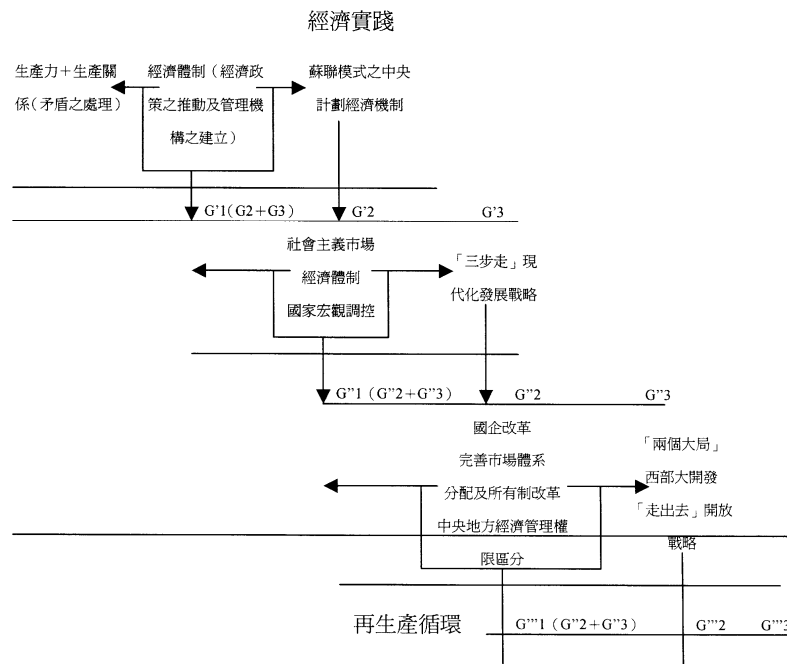 經濟實踐
生產力＋生產關
係（矛盾之處理）
經濟體制（經濟政
策之推動及管理機
構之建立）
蘇聯模式之中央
計劃經濟機制
G'1(G2+G3)
G'2
G'3
社會主義市場
經濟體制
國家宏觀調控
「三步走」現
代化發展戰略
G"1（G"2+G"3）
G"2
G"3
國企改革
完善市場體系
分配及所有制改革
中央地方經濟管理權
限區分
「兩個大局」
西部大開發
「走出去」開放
戰略
再生產循環
G'"1（G"2+G"3）
G'"2
G'"3